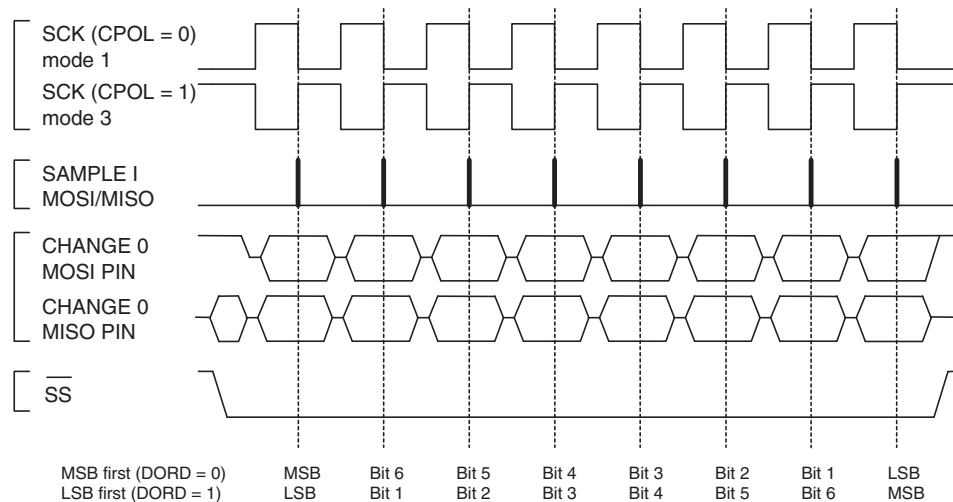 SCK (CPOL = 0)
mode 1
SCK (CPOL = 1)
mode 3
SAMPLE I
MOSI/MISO
CHANGE 0
MOSI PIN
CHANGE 0
MISO PIN
SS
MSB first (DORD = 0) MSB Bit 6 Bit 5 Bit 4 Bit 3 Bit 2 Bit 1 LSB
LSB first (DORD = 1) LSB Bit 1 Bit 2 Bit 3 Bit 4 Bit 5 Bit 6 MSB